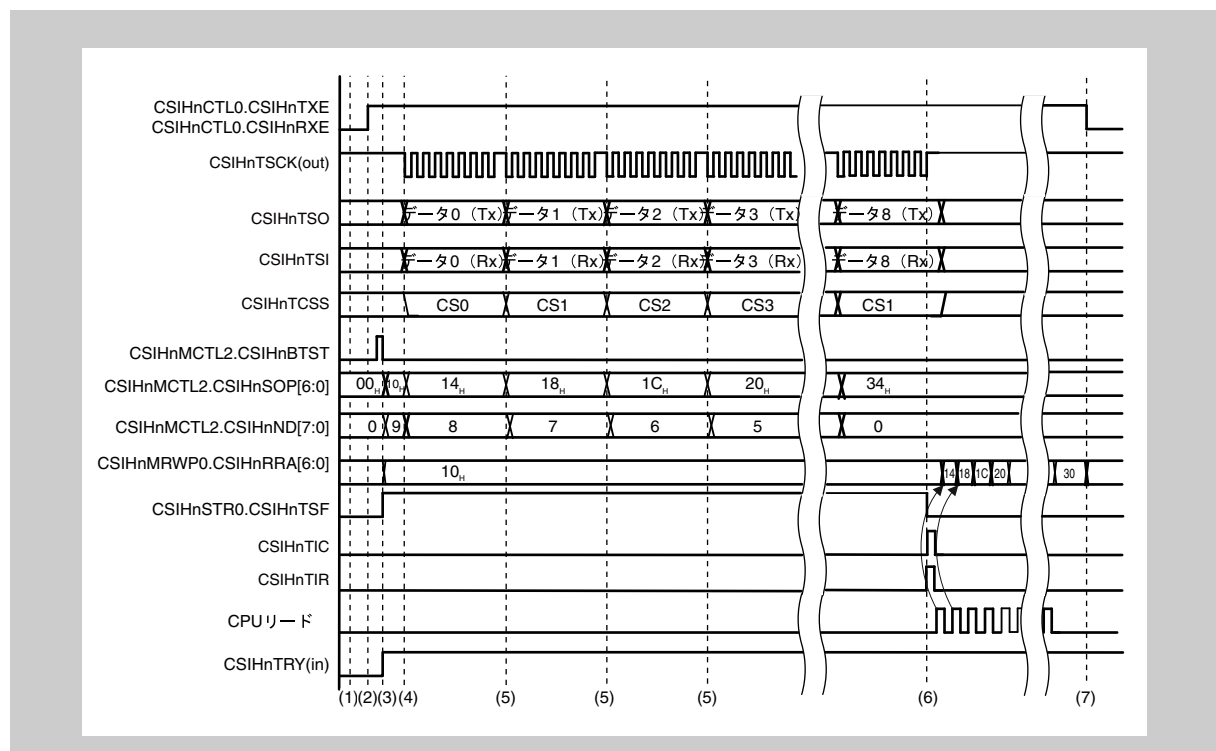 CSIHnCTL0.CSIHnTXE
CSIHnCTL0.CSIHnRXE
CSIHnTSCK(out)
CSIHnTSO
データ0 (Tx) データ1 (Tx) データ2 (Tx) データ3 (Tx) データ8 (Tx)
CSIHnTSI
データ0 (Rx) データ1 (Rx) データ2 (Rx) データ3 (Rx) データ8 (Rx)
CSIHnTCSS
CS0 CS1 CS2 CS3 CS1
CSIHnMCTL2.CSIHnBTST
CSIHnMCTL2.CSIHnSOP[6:0]
00H 10H 14H 18H 1CH 20H 34H
CSIHnMCTL2.CSIHnND[7:0]
0 9 8 7 6 5 0
CSIHnMRWP0.CSIHnRRA[6:0]
10H 14 18 1C 20 30
CSIHnSTR0.CSIHnTSF
CSIHnTIC
CSIHnTIR
CPUリード
CSIHnTRY(in)
(1)(2)(3)(4) (5) (5) (5) (6) (7)